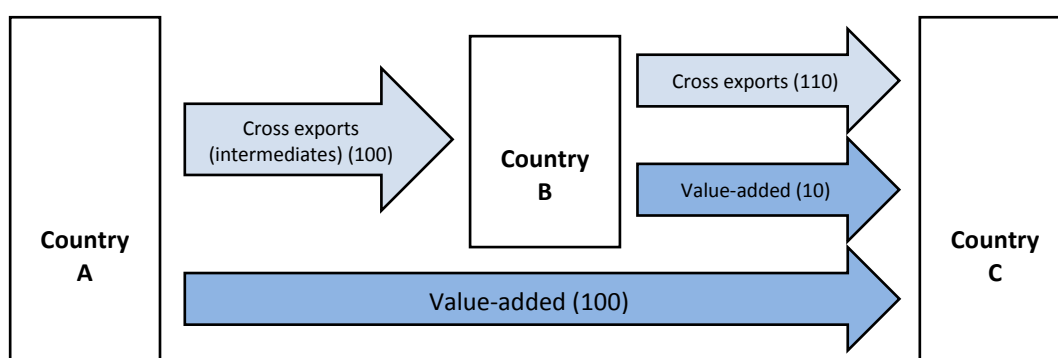 Cross exports (110)
Cross exports
(intermediates) (100)
Country
B
Value-added (10)
Country
A
Country
C
Value-added (100)